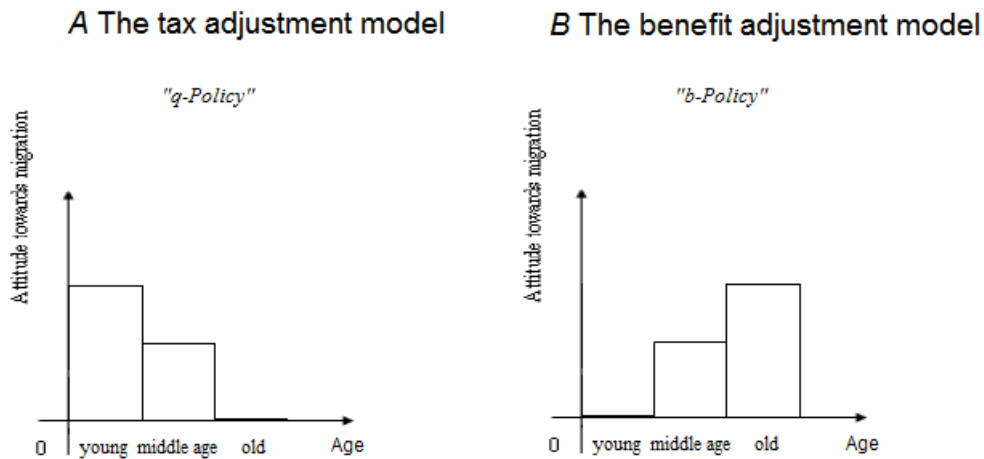 A The tax adjustment model
"q-Policy"
Attitude towards migration
0 young middle age old Age
B The benefit adjustment model
"b-Policy"
Attitude towards migration
0 young middle age old Age